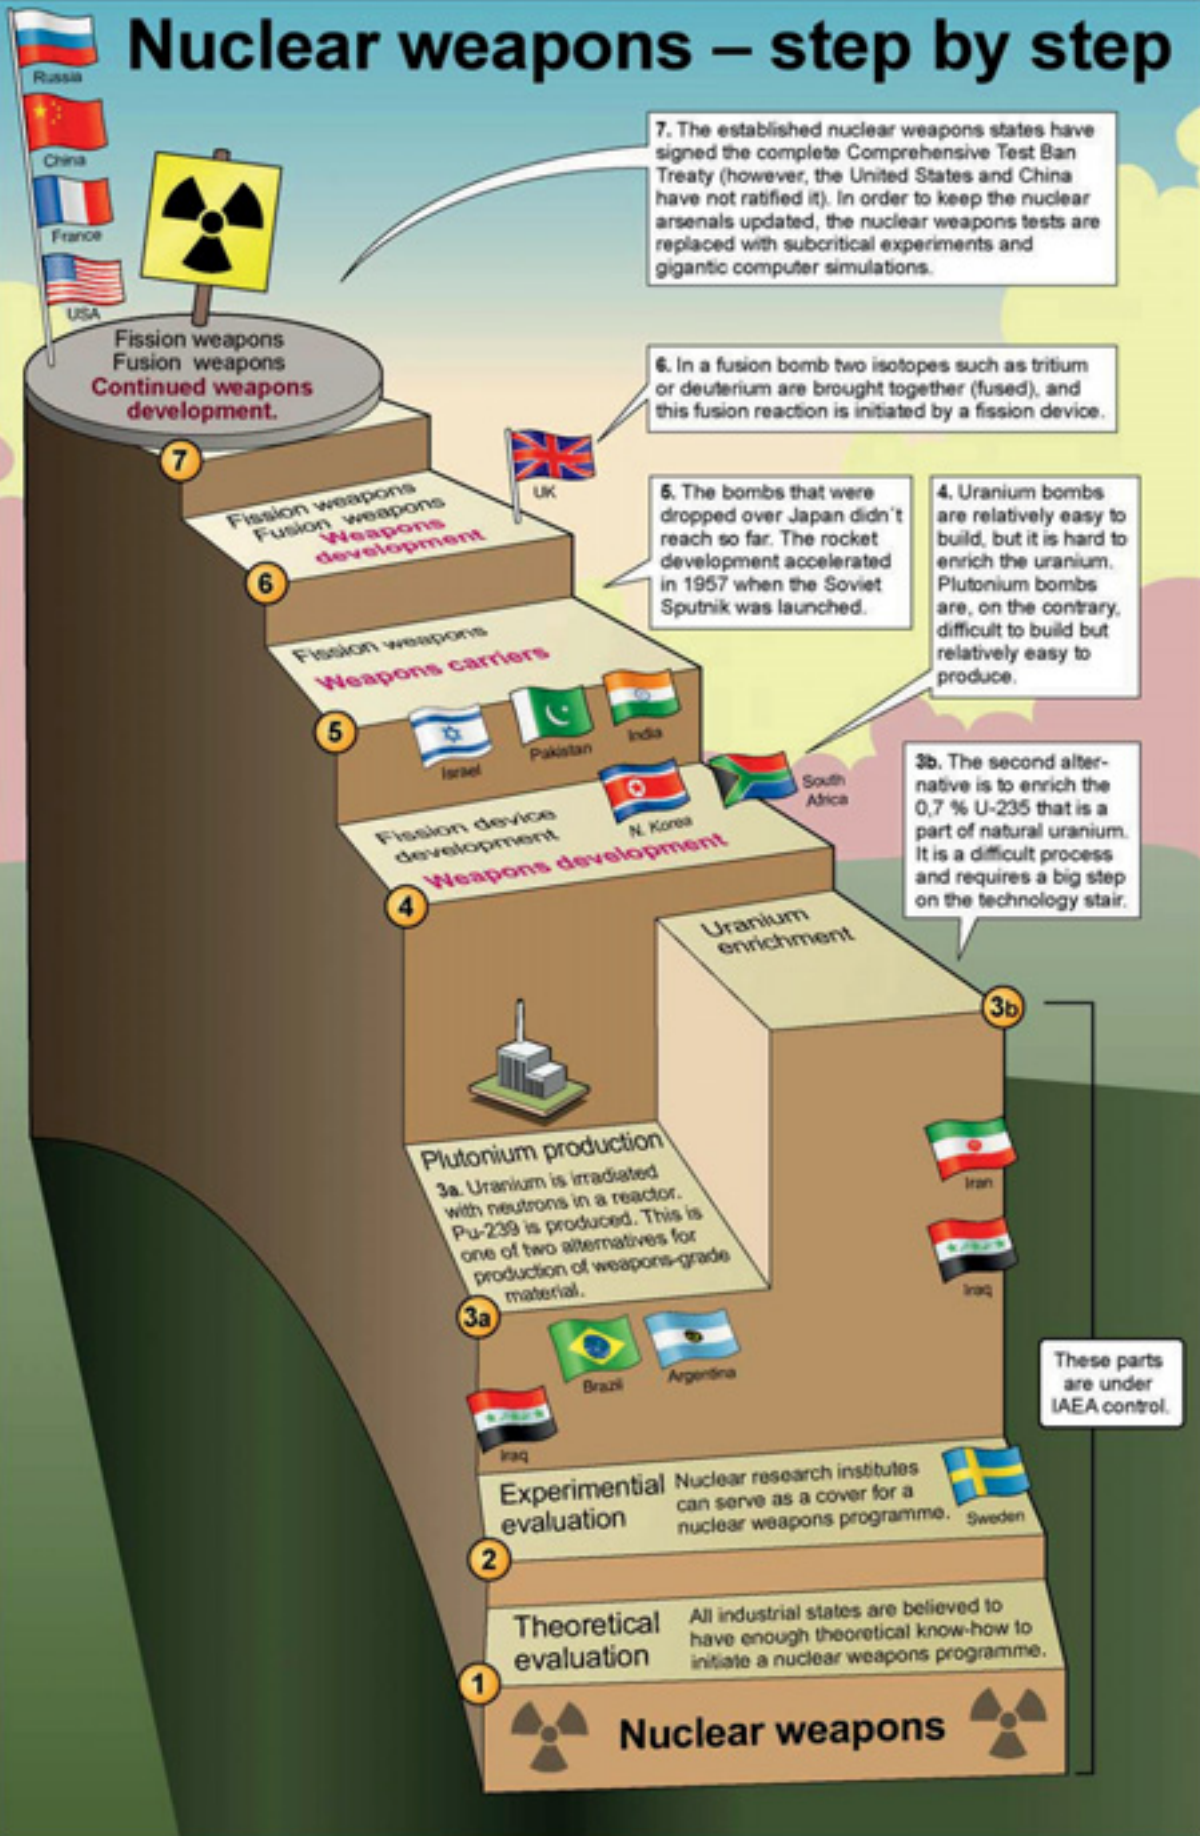 Nuclear weapons – step by step
Russia
China
France
USA
7. The established nuclear weapons states have
signed the complete Comprehensive Test Ban
Treaty (however, the United States and China
have not ratified it). In order to keep the nuclear
arsenals updated, the nuclear weapons tests are
replaced with subcritical experiments and
gigantic computer simulations.
Fission weapons
Fusion weapons
Continued weapons
development.
7
6. In a fusion bomb two isotopes such as tritium
or deuterium are brought together (fused), and
this fusion reaction is initiated by a fission device.
UK
Fission weapons
Fusion weapons
Weapons
development
6
5. The bombs that were
dropped over Japan didn´t
reach so far. The rocket
development accelerated
in 1957 when the Soviet
Sputnik was launched.
4. Uranium bombs
are relatively easy to
build, but it is hard to
enrich the uranium.
Plutonium bombs
are, on the contrary,
difficult to build but
relatively easy to
produce.
Fission weapons
Weapons carriers
5
Israel
Pakistan
India
South
Africa
N. Korea
Fission device
development
Weapons development
4
3b. The second alter-
native is to enrich the
0,7 % U-235 that is a
part of natural uranium.
It is a difficult process
and requires a big step
on the technology stair.
Uranium
enrichment
3b
Plutonium production
3a. Uranium is irradiated
with neutrons in a reactor.
Pu-239 is produced. This is
one of two alternatives for
production of weapons-grade
material.
3a
Iran
Iraq
Brazil
Argentina
Iraq
These parts
are under
IAEA control.
Experimential
evaluation
Nuclear research institutes
can serve as a cover for a
nuclear weapons programme.
Sweden
2
Theoretical
evaluation
All industrial states are believed to
have enough theoretical know-how to
initiate a nuclear weapons programme.
1
Nuclear weapons